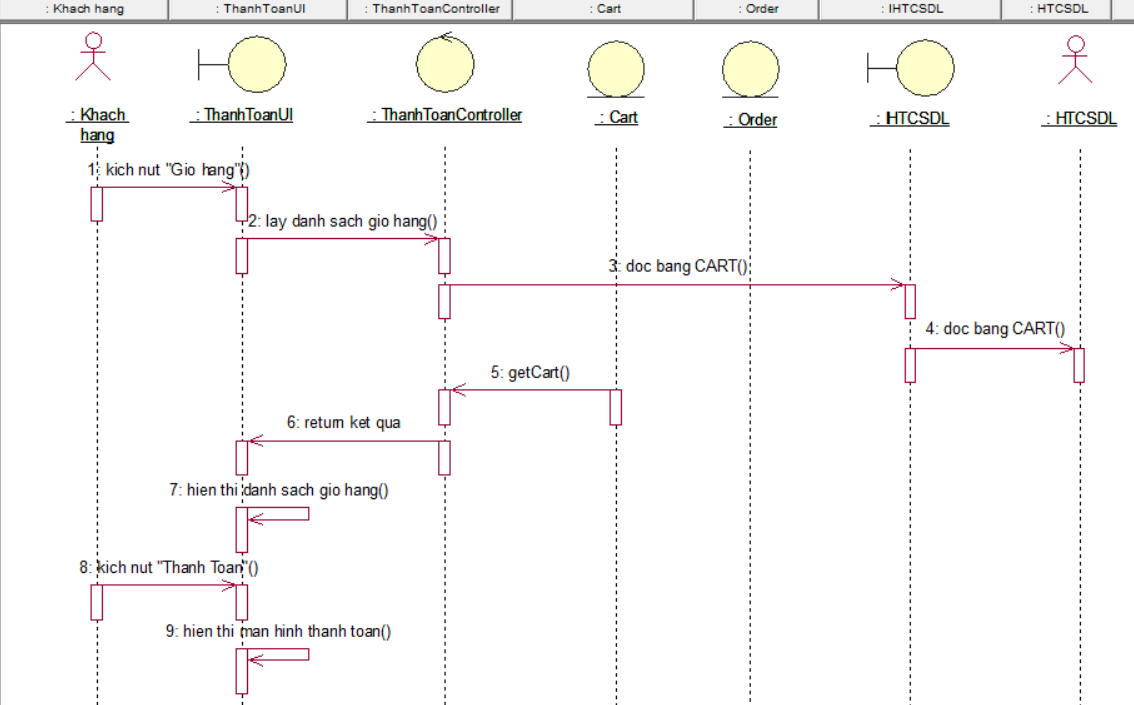 : Khach hang
: ThanhToanUI
: ThanhToanController
: Cart
: Order
: IHTCSDL
: HTCSDL
: Khach
hang
: ThanhToanUI
: ThanhToanController
: Cart
: Order
: IHTCSDL
: HTCSDL
1: kich nut "Gio hang"()
2: lay danh sach gio hang()
3: doc bang CART()
4: doc bang CART()
5: getCart()
6: return ket qua
7: hien thi danh sach gio hang()
8: kich nut "Thanh Toan"()
9: hien thi man hinh thanh toan()